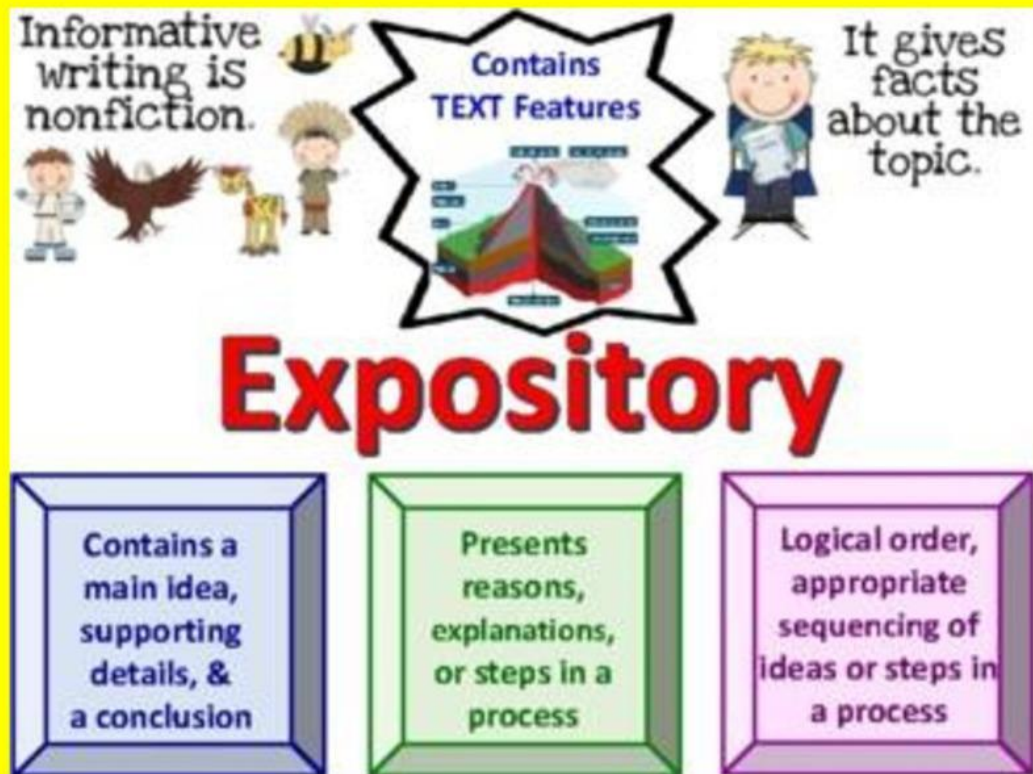 Informative
writing is
nonfiction.
Contains
TEXT Features
It gives
facts
about the
topic.
Expository
Contains a
main idea,
supporting
details, &
a conclusion
Presents
reasons,
explanations,
or steps in a
process
Logical order,
appropriate
sequencing of
ideas or steps in
a process